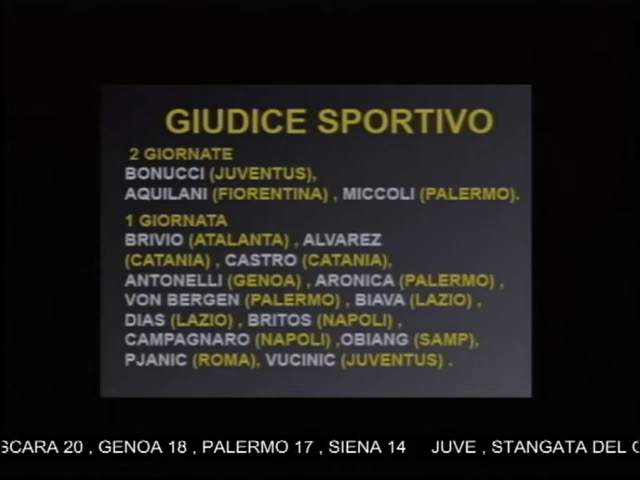 GIUDICE SPORTIVO
2 GIORNATE
BONUCCI (JUVENTUS),
AQUILANI (FIORENTINA) , MICCOLI (PALERMO).
1 GIORNATA
BRIVIO (ATALANTA) , ALVAREZ
(CATANIA) , CASTRO (CATANIA),
ANTONELLI (GENOA) , ARONICA (PALERMO) ,
VON BERGEN (PALERMO) , BIAVA (LAZIO) ,
DIAS (LAZIO) , BRITOS (NAPOLI) ,
CAMPAGNARO (NAPOLI) ,OBIANG (SAMP),
PJANIC (ROMA), VUCINIC (JUVENTUS) .
SCARA 20 , GENOA 18 , PALERMO 17 , SIENA 14 JUVE , STANGATA DEL